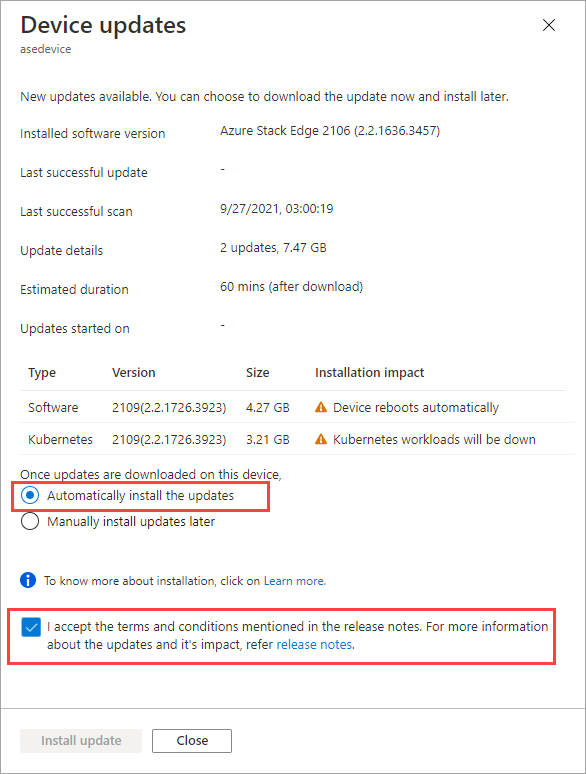 Device updates
asedevice
New updates available. You can choose to download the update now and install later.
Installed software version Azure Stack Edge 2106 (2.2.1636.3457)
Last successful update -
Last successful scan 9/27/2021, 03:00:19
Update details 2 updates, 7.47 GB
Estimated duration 60 mins (after download)
Updates started on -
Type Version Size Installation impact
Software 2109(2.2.1726.3923) 4.27 GB Device reboots automatically
Kubernetes 2109(2.2.1726.3923) 3.21 GB Kubernetes workloads will be down
Once updates are downloaded on this device,
Automatically install the updates
Manually install updates later
To know more about installation, click on Learn more.
I accept the terms and conditions mentioned in the release notes. For more information
about the updates and it's impact, refer release notes.
Install update Close